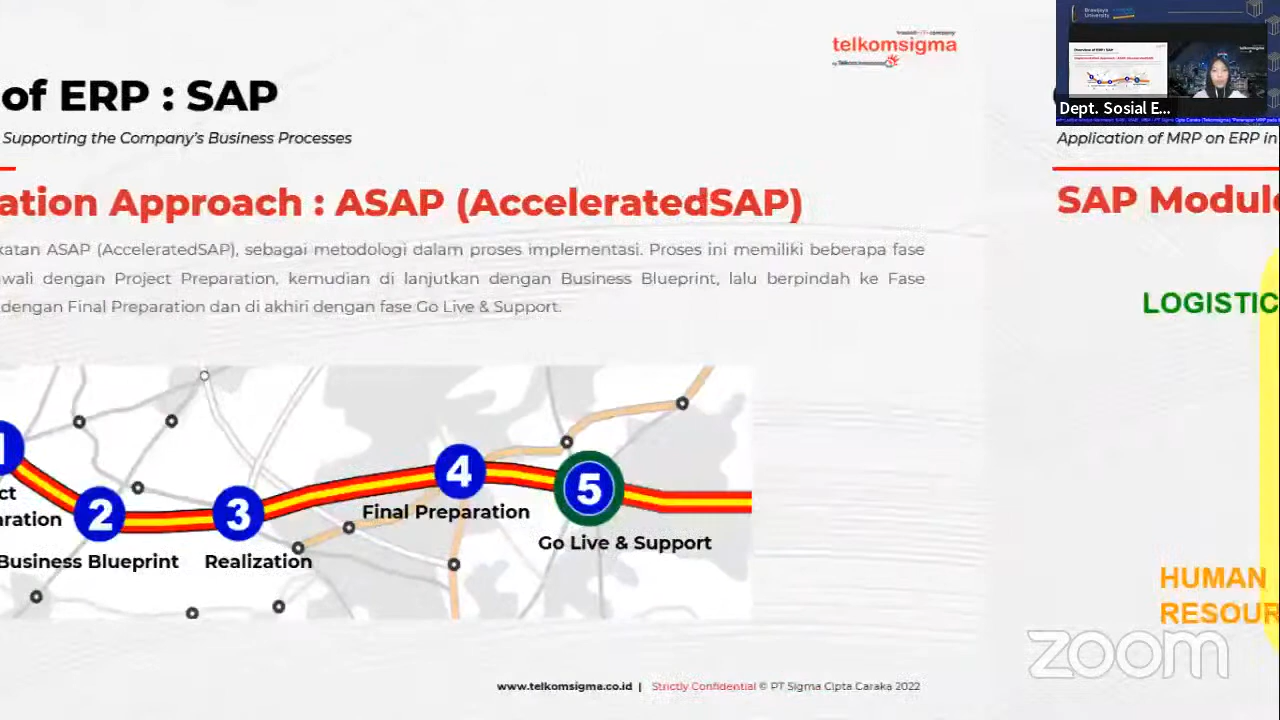 telkomsigma
of ERP : SAP
Supporting the Company's Business Processes
ation Approach : ASAP (AcceleratedSAP)
katan ASAP (AcceleratedSAP), sebagai metodologi dalam proses implementasi. Proses ini memiliki beberapa fase
wali dengan Project Preparation, kemudian di lanjutkan dengan Business Blueprint, lalu berpindah ke Fase
dengan Final Preparation dan di akhiri dengan fase Go Live & Support.
1
2
3
4
5
ct
aration
Business Blueprint
Realization
Final Preparation
Go Live & Support
www.telkomsigma.co.id | Strictly Confidential © PT Sigma Cipta Caraka 2022
Brawijaya
University
Dept. Sosial E...
Application of MRP on ERP in
SAP Modul
LOGISTIC
HUMAN
RESOUR
zoom